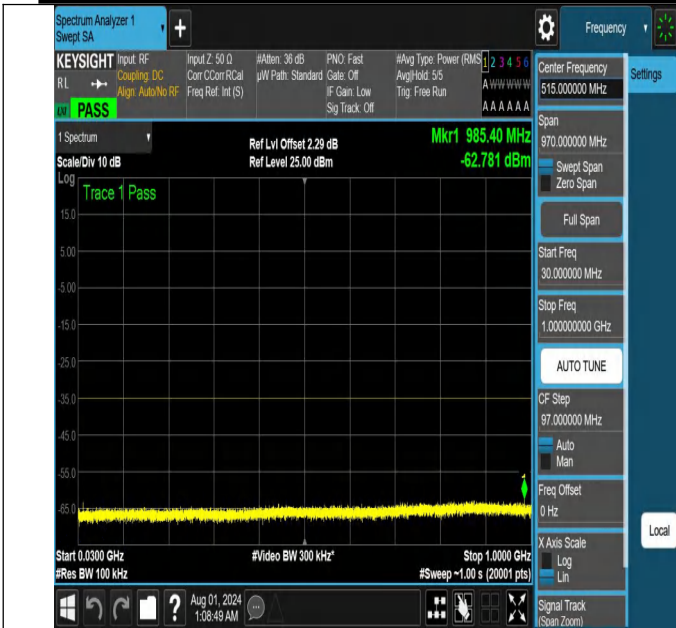 Spectrum Analyzer 1
Swept SA
+
Frequency
KEYSIGHT
RL
PASS
Input: RF
Coupling: DC
Align: Auto/No RF
Input Z: 50 Ω
Corr CCorr RCal
Freq Ref: Int (S)
#Atten: 36 dB
µW Path: Standard
PNO: Fast
Gate: Off
IF Gain: Low
Sig Track: Off
#Avg Type: Power (RMS
Avg|Hold: 5/5
Trig: Free Run
1 2 3 4 5 6
A W W W W W
A A A A A A
1 Spectrum
Scale/Div 10 dB
Log
Ref Lvl Offset 2.29 dB
Ref Level 25.00 dBm
Mkr1 985.40 MHz
-62.781 dBm
Trace 1 Pass
15.0
5.00
-5.00
-15.0
-25.0
-35.0
-45.0
-55.0
-65.0
1
Start 0.0300 GHz
#Res BW 100 kHz
#Video BW 300 kHz*
Stop 1.0000 GHz
#Sweep ~1.00 s (20001 pts)
?
Aug 01, 2024
1:08:49 AM
Center Frequency
515.000000 MHz
Span
970.000000 MHz
Swept Span
Zero Span
Full Span
Start Freq
30.000000 MHz
Stop Freq
1.000000000 GHz
AUTO TUNE
CF Step
97.000000 MHz
Auto
Man
Freq Offset
0 Hz
X Axis Scale
Log
Lin
Signal Track
(Span Zoom)
Settings
Local